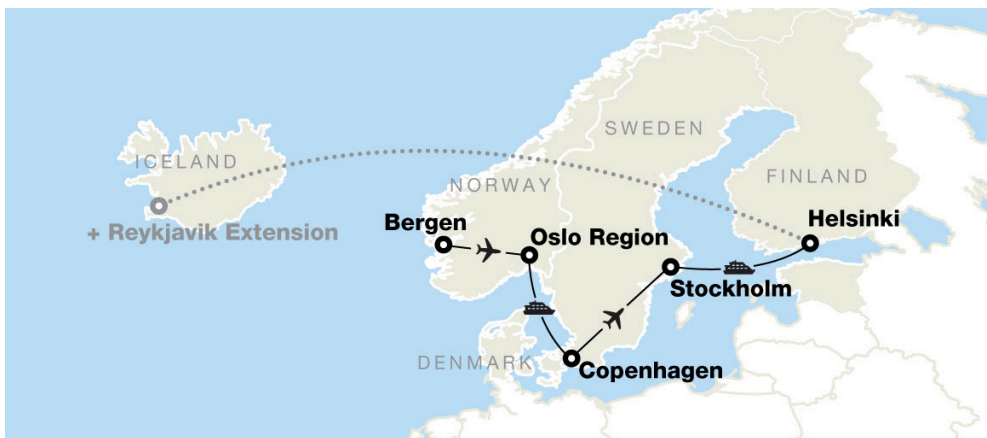 SWEDEN
ICELAND
NORWAY
FINLAND
Helsinki
Bergen
+ Reykjavik Extension
Oslo Region
Stockholm
DENMARK
Copenhagen